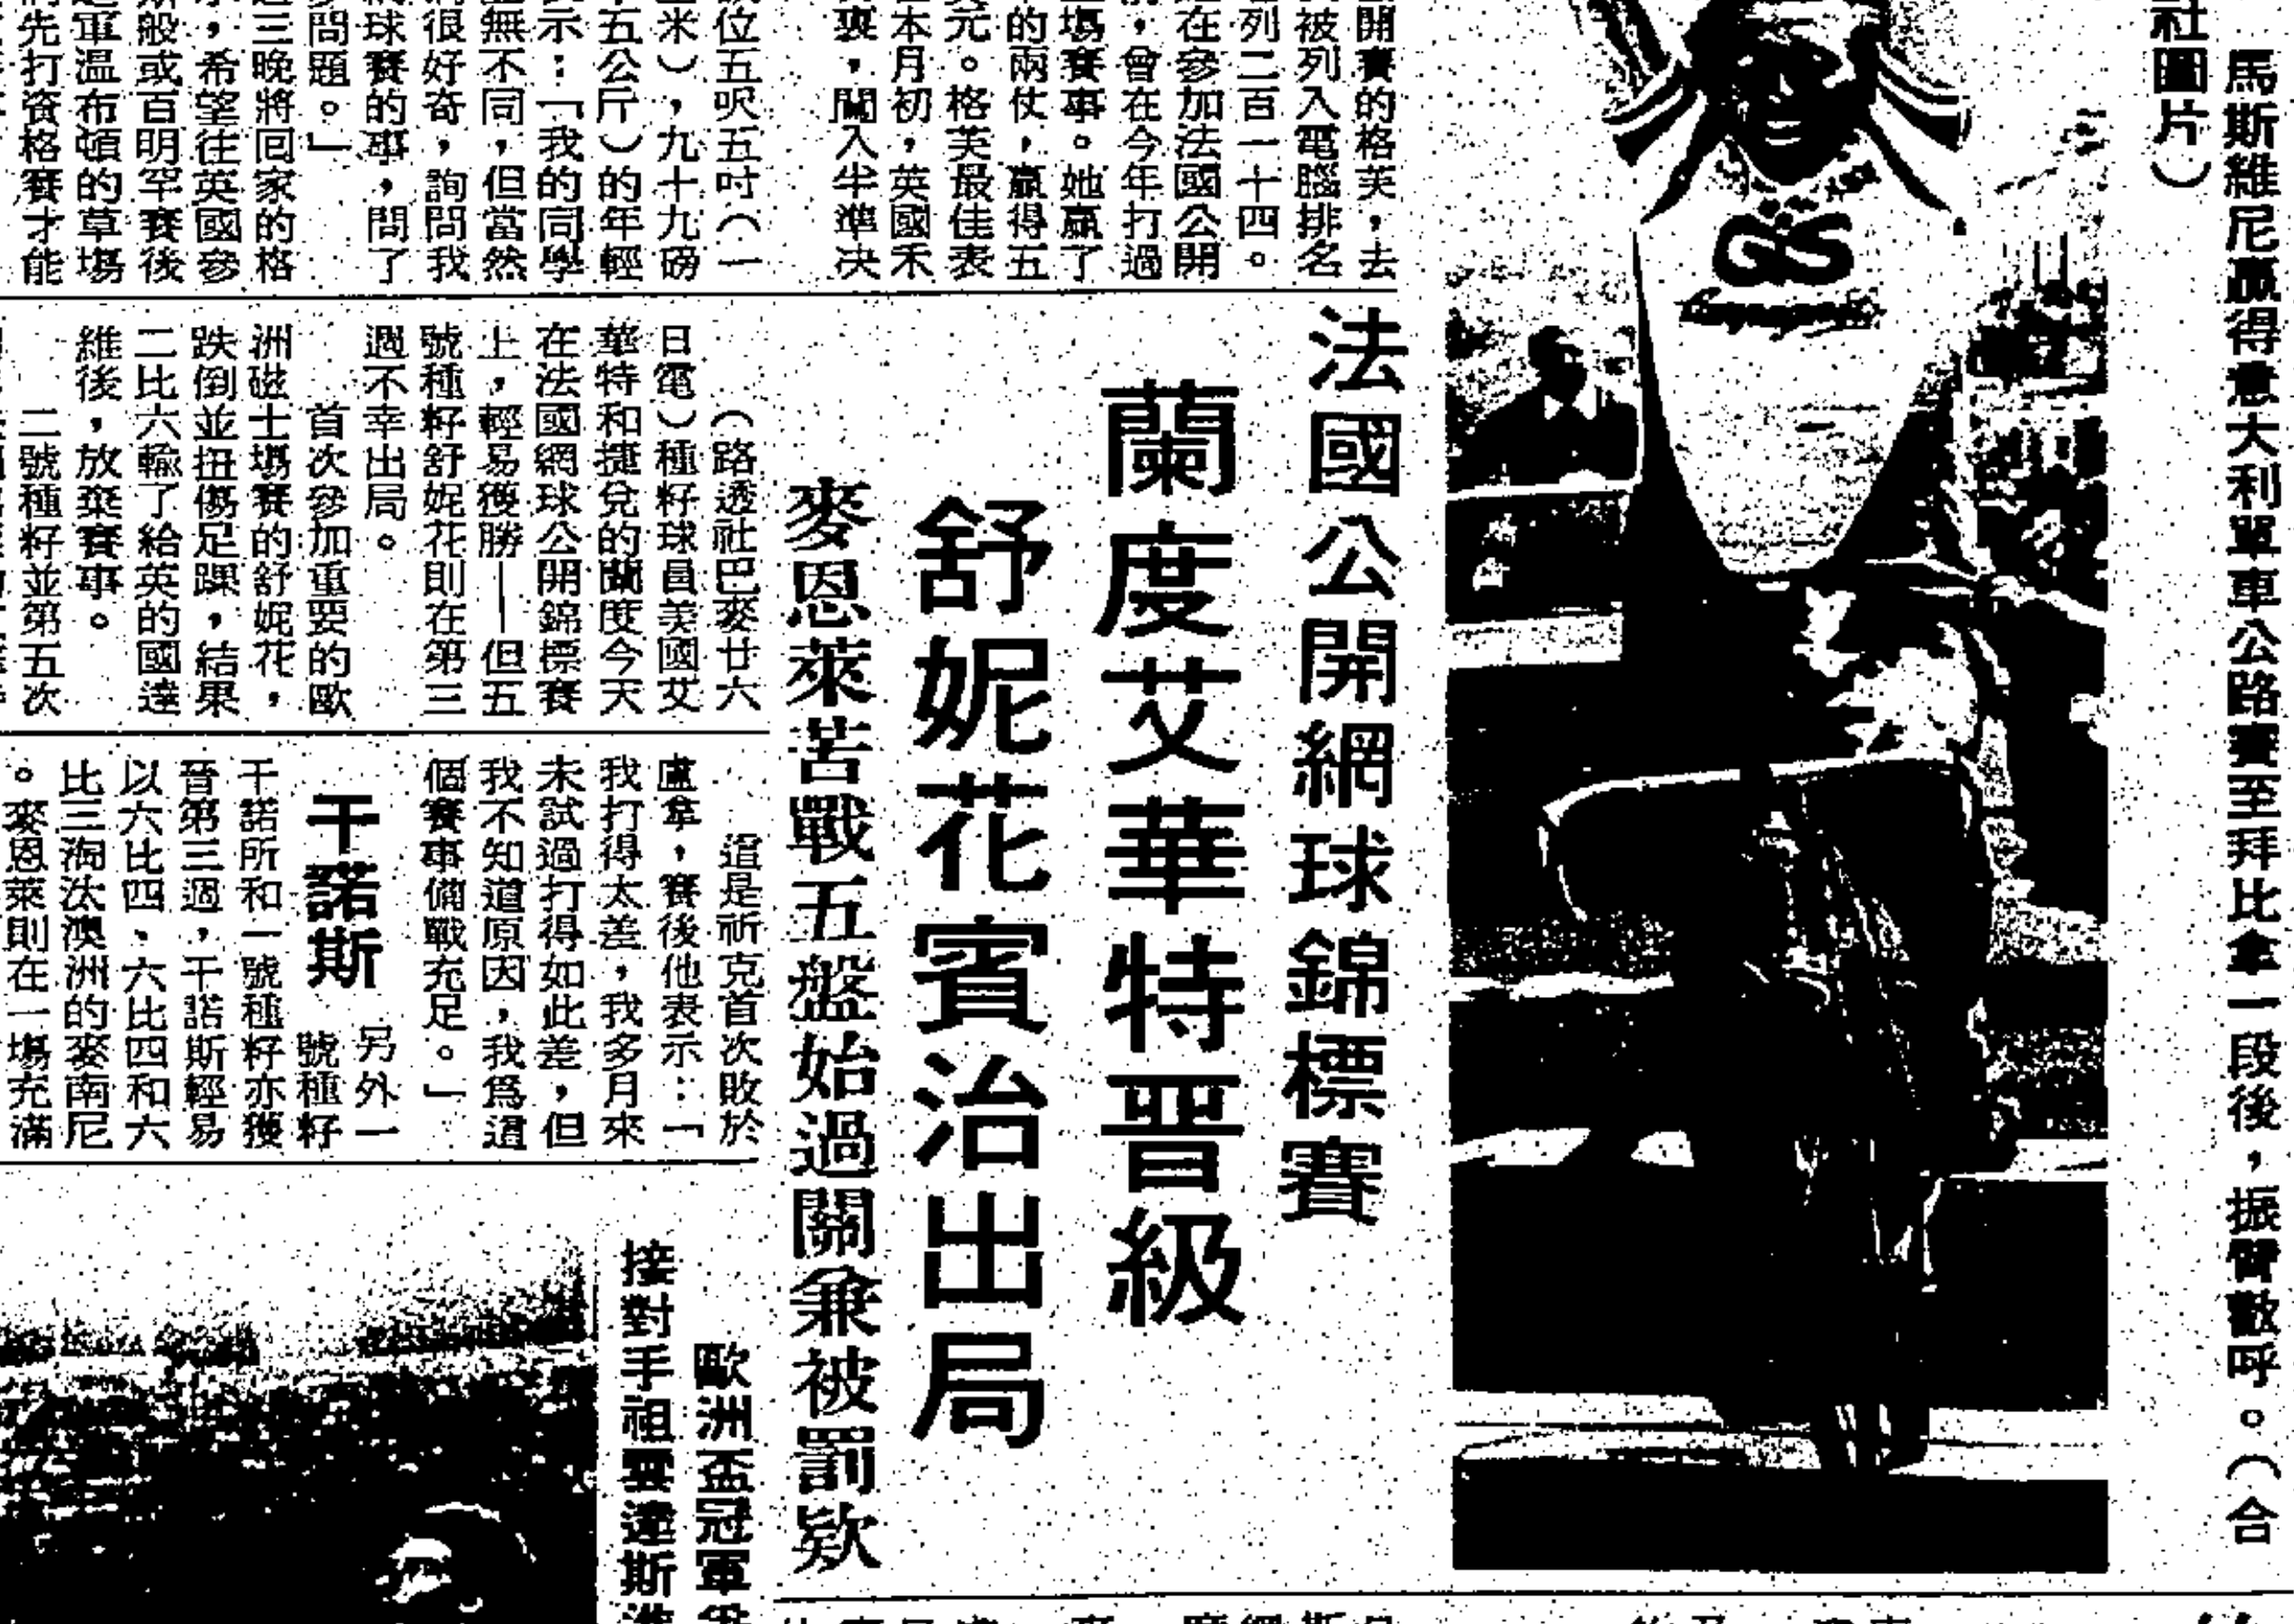 馬斯維尼贏得意大利單車公路賽至拜比拿一段後，振臂歡呼。（合
社圖片）
GS
開賽的格芙，去
被列入電腦排名
列二百一十四。
在參加法國公開
，曾在今年打過
場賽事。她贏了
的兩仗，贏得五
元。格芙最佳表
本月初，英國禾
賽，闖入半準决
位五呎五吋（一
米），九十九磅
五公斤）的年輕
示：「我的同學
無不同，但當然
很好奇，詢問我
球賽的事，問了
問題。」
三晚將回家的格
，希望往英國參
般或百明罕賽後
軍温布頓的草場
先打資格賽才能
法國公開網球錦標賽
蘭度艾華特晋級
舒妮花賓治出局
麥恩萊苦戰五盤始過關兼被罰欵
（路透社巴麥廿六
日電）種籽球員美國艾
華特和捷克的蘭度今天
在法國網球公開錦標賽
上，輕易獲勝——但五
號種籽舒妮花則在第三
週不幸出局。
首次參加重要的歐
洲磁士場賽的舒妮花，
跌倒並扭傷足踝，結果
二比六輸了給英的國達
維後，放棄賽事。
二號種籽並第五次
這是祈克首次敗於
盧拿，賽後他表示：「
我打得太差，我多月來
未試過打得如此差，但
我不知道原因，我爲這
個賽事備戰充足。」
干諾斯
另外一
號種籽
干諾所和一號種籽亦獲
晉第三週，干諾斯輕易
以六比四、六比四和六
比三淘汰澳洲的麥南尼
。麥恩萊則在一場充滿
歐洲盃冠軍
接對手祖雲達斯